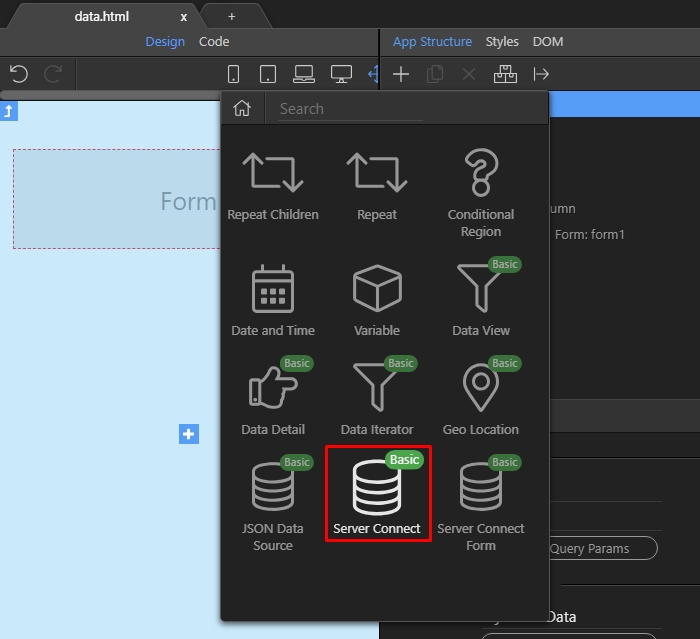 data.html x +
Design Code
App Structure Styles DOM
Search
Repeat Children
Repeat
Conditional
Region
umn
Form: form1
Form
Date and Time
Variable
Basic
Data View
Basic
Data Detail
Basic
Data Iterator
Basic
Geo Location
Basic
JSON Data
Source
Basic
Server Connect
Basic
Server Connect
Form
Query Params
Data